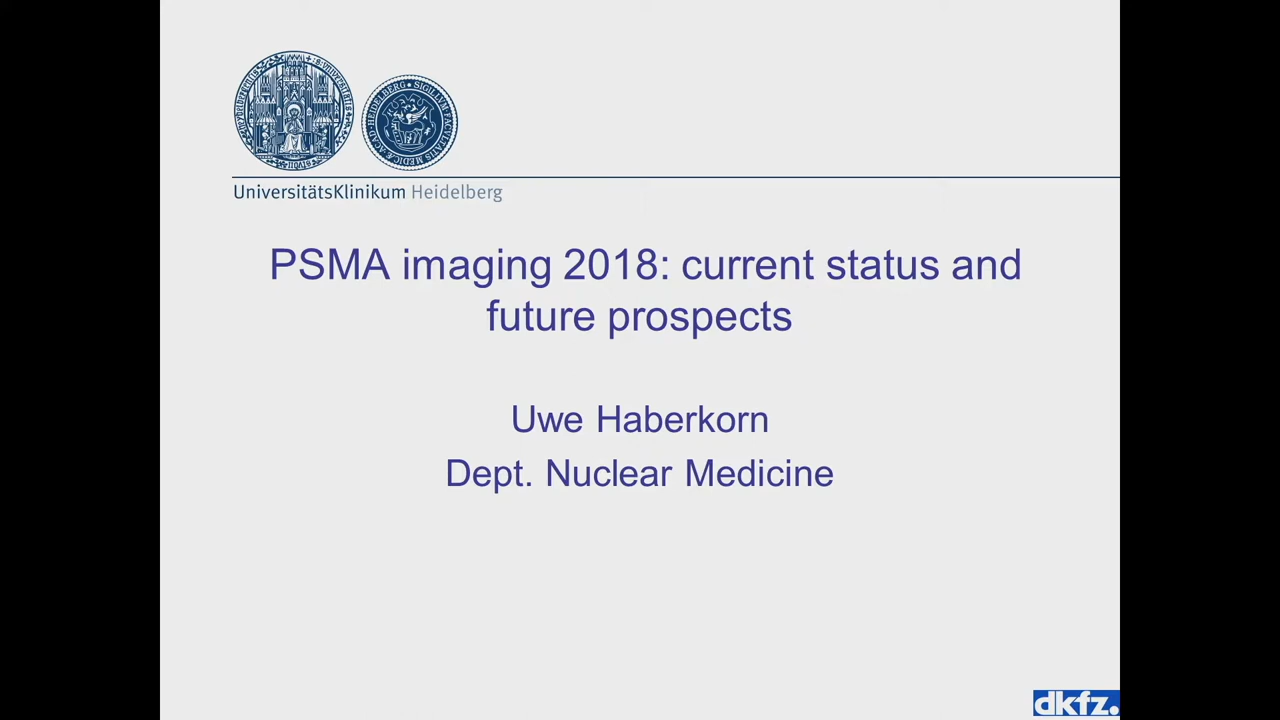 UniversitätsKlinikum Heidelberg
PSMA imaging 2018: current status and
future prospects
Uwe Haberkorn
Dept. Nuclear Medicine
dkfz.